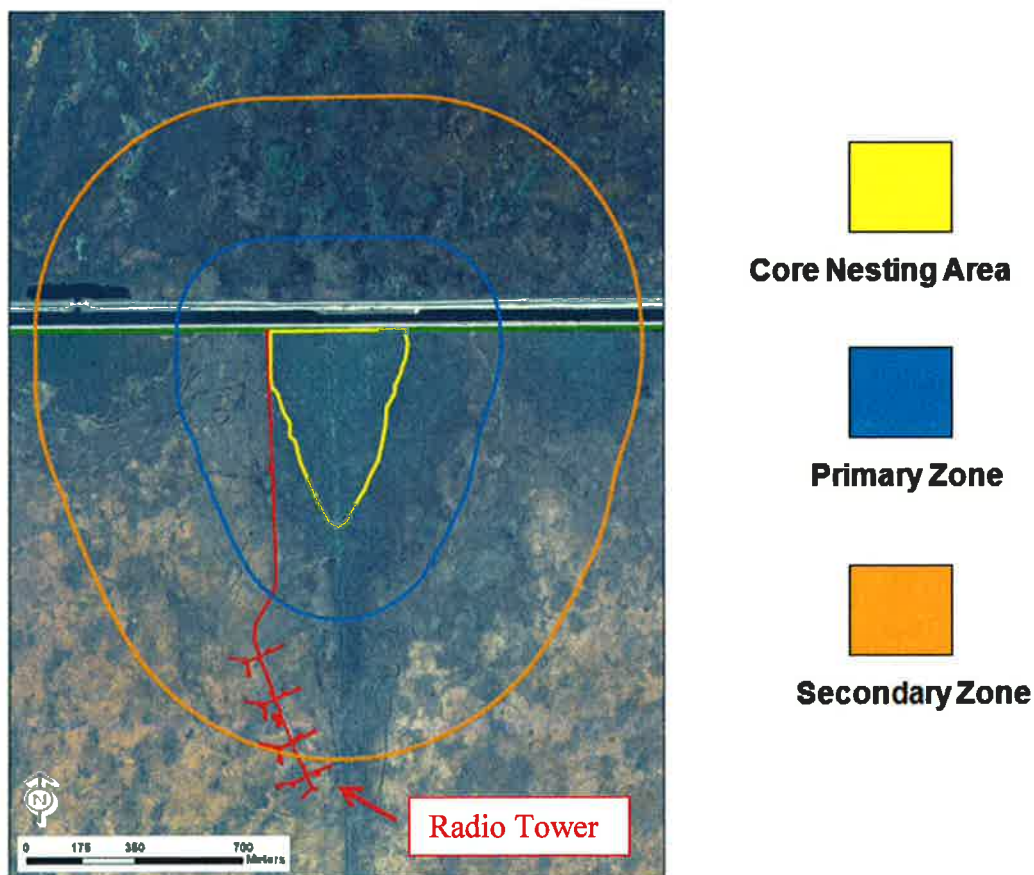 Core Nesting Area
Primary Zone
Secondary Zone
N
0 175 350 700
Meters
Radio Tower